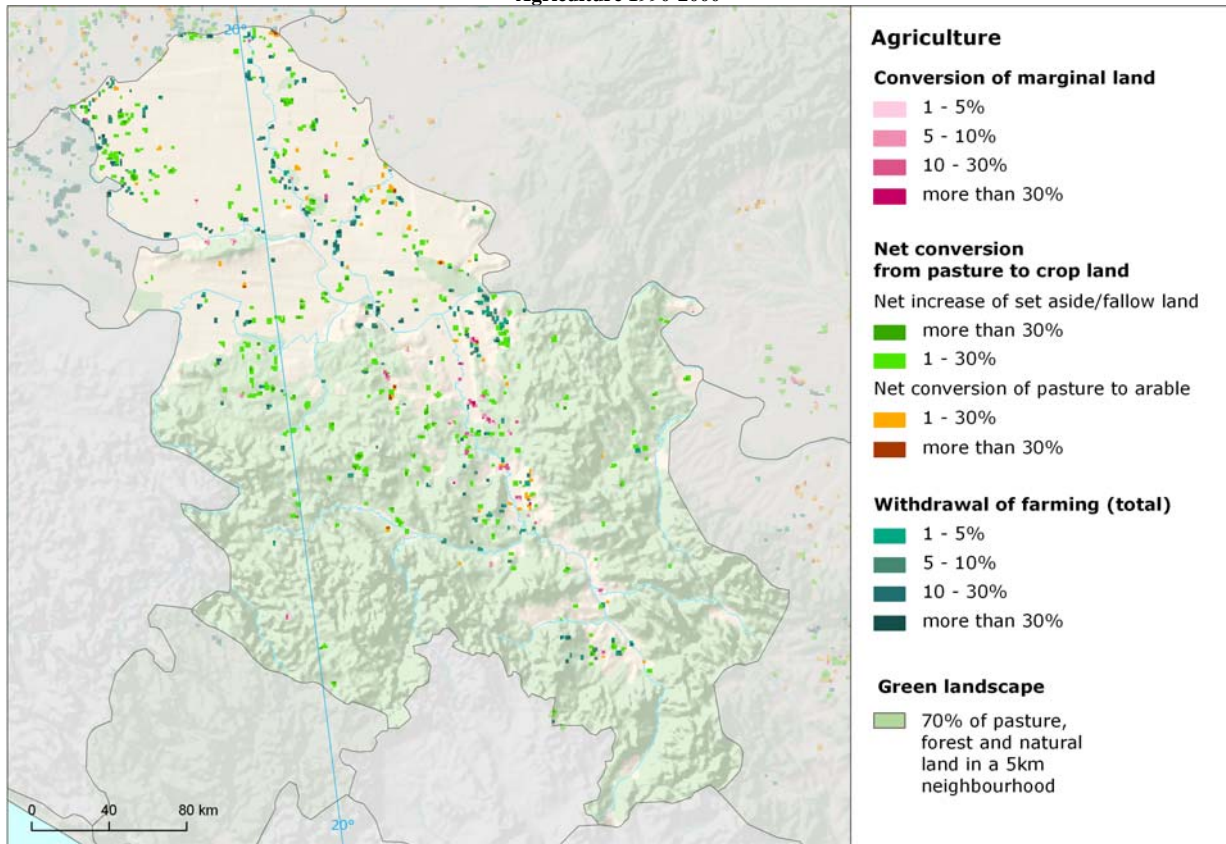 Agriculture 1990-2000
20°
Agriculture
Conversion of marginal land
1 - 5%
5 - 10%
10 - 30%
more than 30%
Net conversion
from pasture to crop land
Net increase of set aside/fallow land
more than 30%
1 - 30%
Net conversion of pasture to arable
1 - 30%
more than 30%
Withdrawal of farming (total)
1 - 5%
5 - 10%
10 - 30%
more than 30%
Green landscape
70% of pasture,
forest and natural
land in a 5km
neighbourhood
0 40 80 km
20°